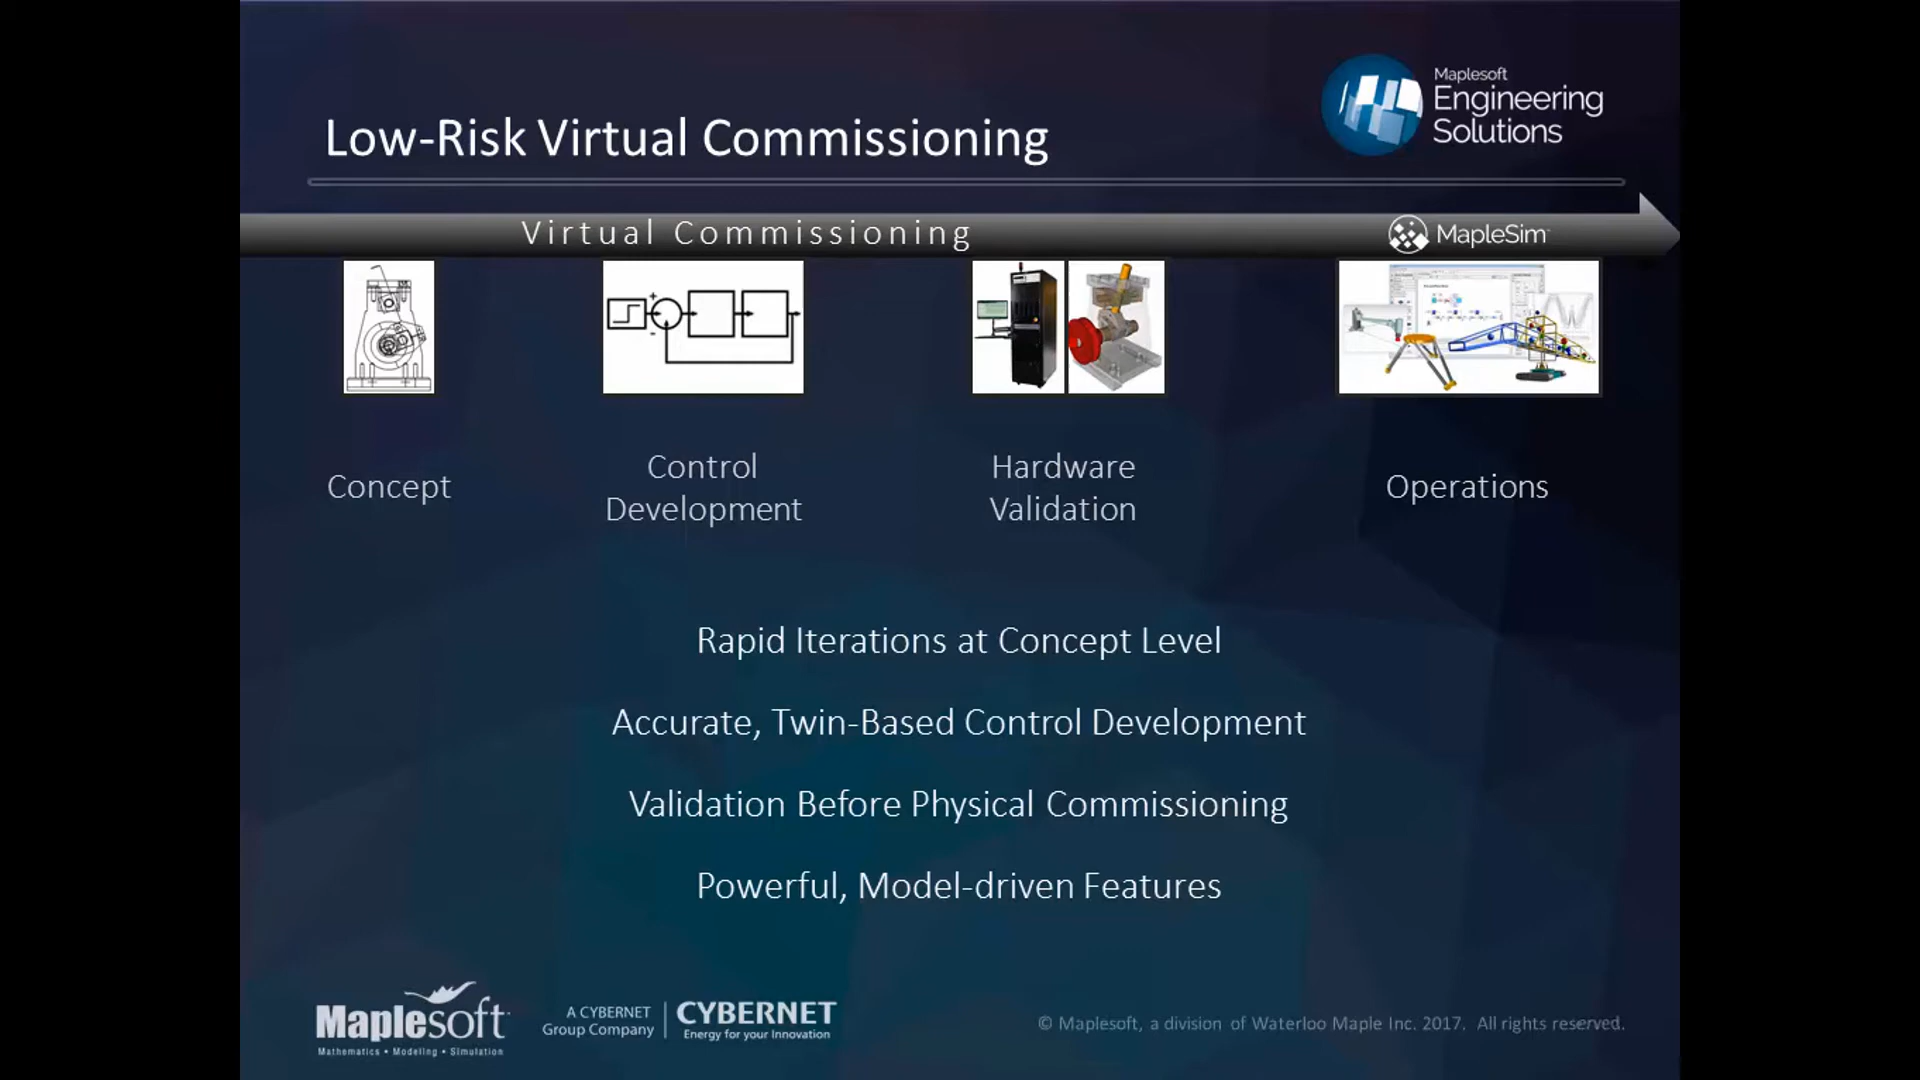 Maplesoft
Engineering
Solutions
Low-Risk Virtual Commissioning
Virtual Commissioning
MapleSim
Concept
Control
Development
Hardware
Validation
Operations
Rapid Iterations at Concept Level
Accurate, Twin-Based Control Development
Validation Before Physical Commissioning
Powerful, Model-driven Features
Maplesoft
Mathematics • Modeling • Simulation
A CYBERNET
Group Company
CYBERNET
Energy for your Innovation
© Maplesoft, a division of Waterloo Maple Inc. 2017. All rights reserved.